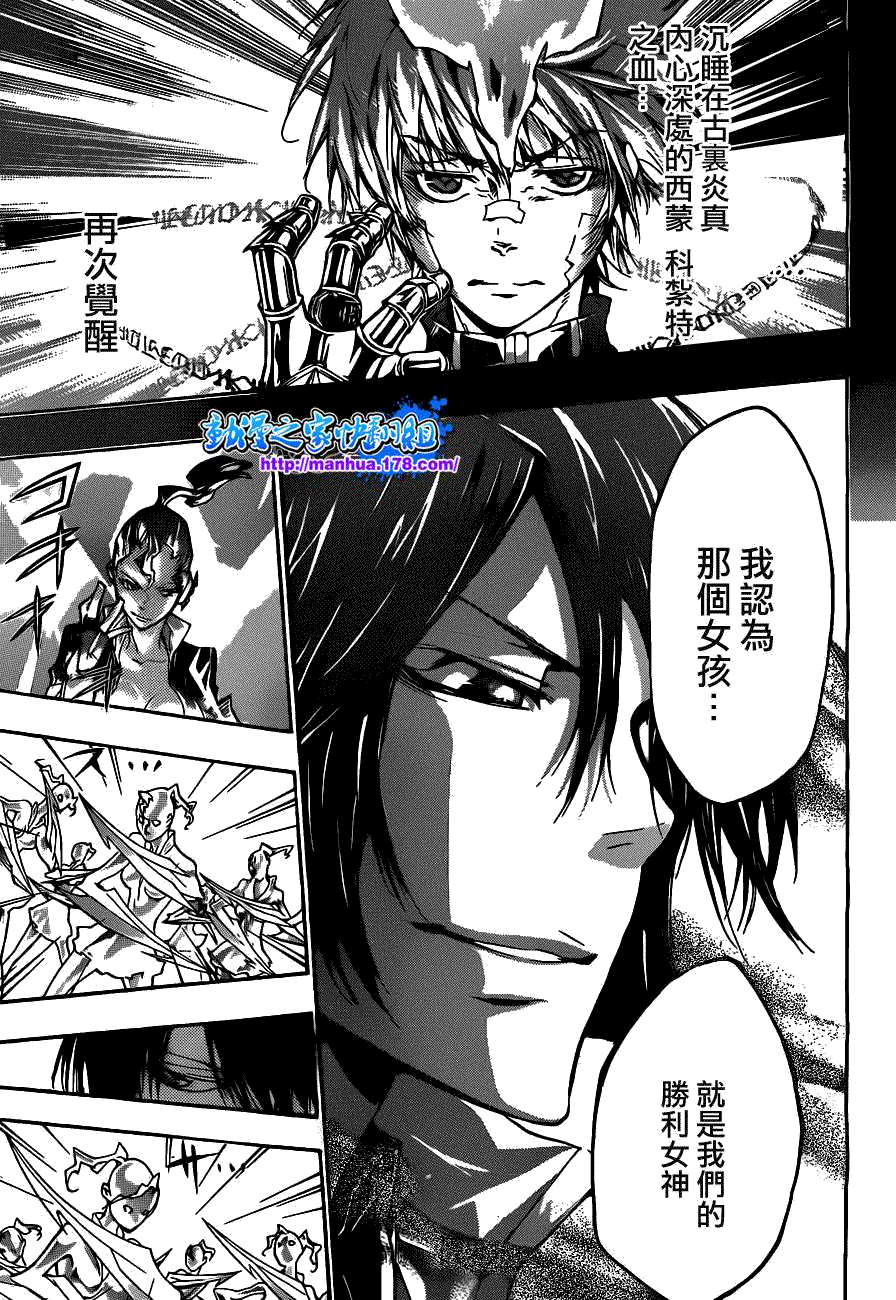 沉睡在古裏炎真
內心深處的西蒙 科紮特
之血…
再次覺醒
動漫之家快翻組
http://manhua.178.com/
我認為
那個女孩…
就是我們的
勝利女神